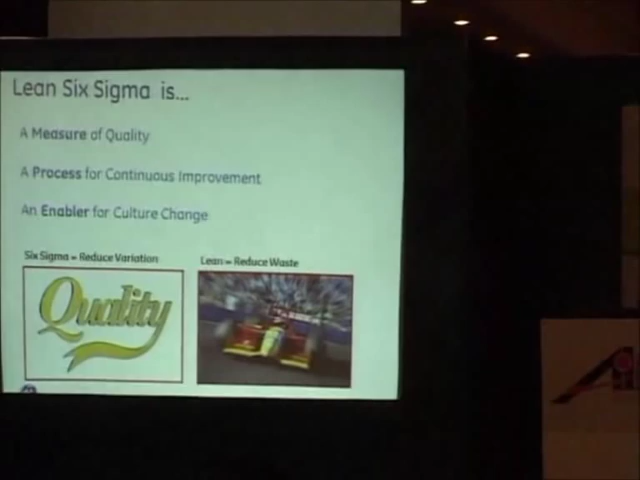 Lean Six Sigma is...
A Measure of Quality
A Process for Continuous Improvement
An Enabler for Culture Change
Six Sigma = Reduce Variation
Lean = Reduce Waste
Quality